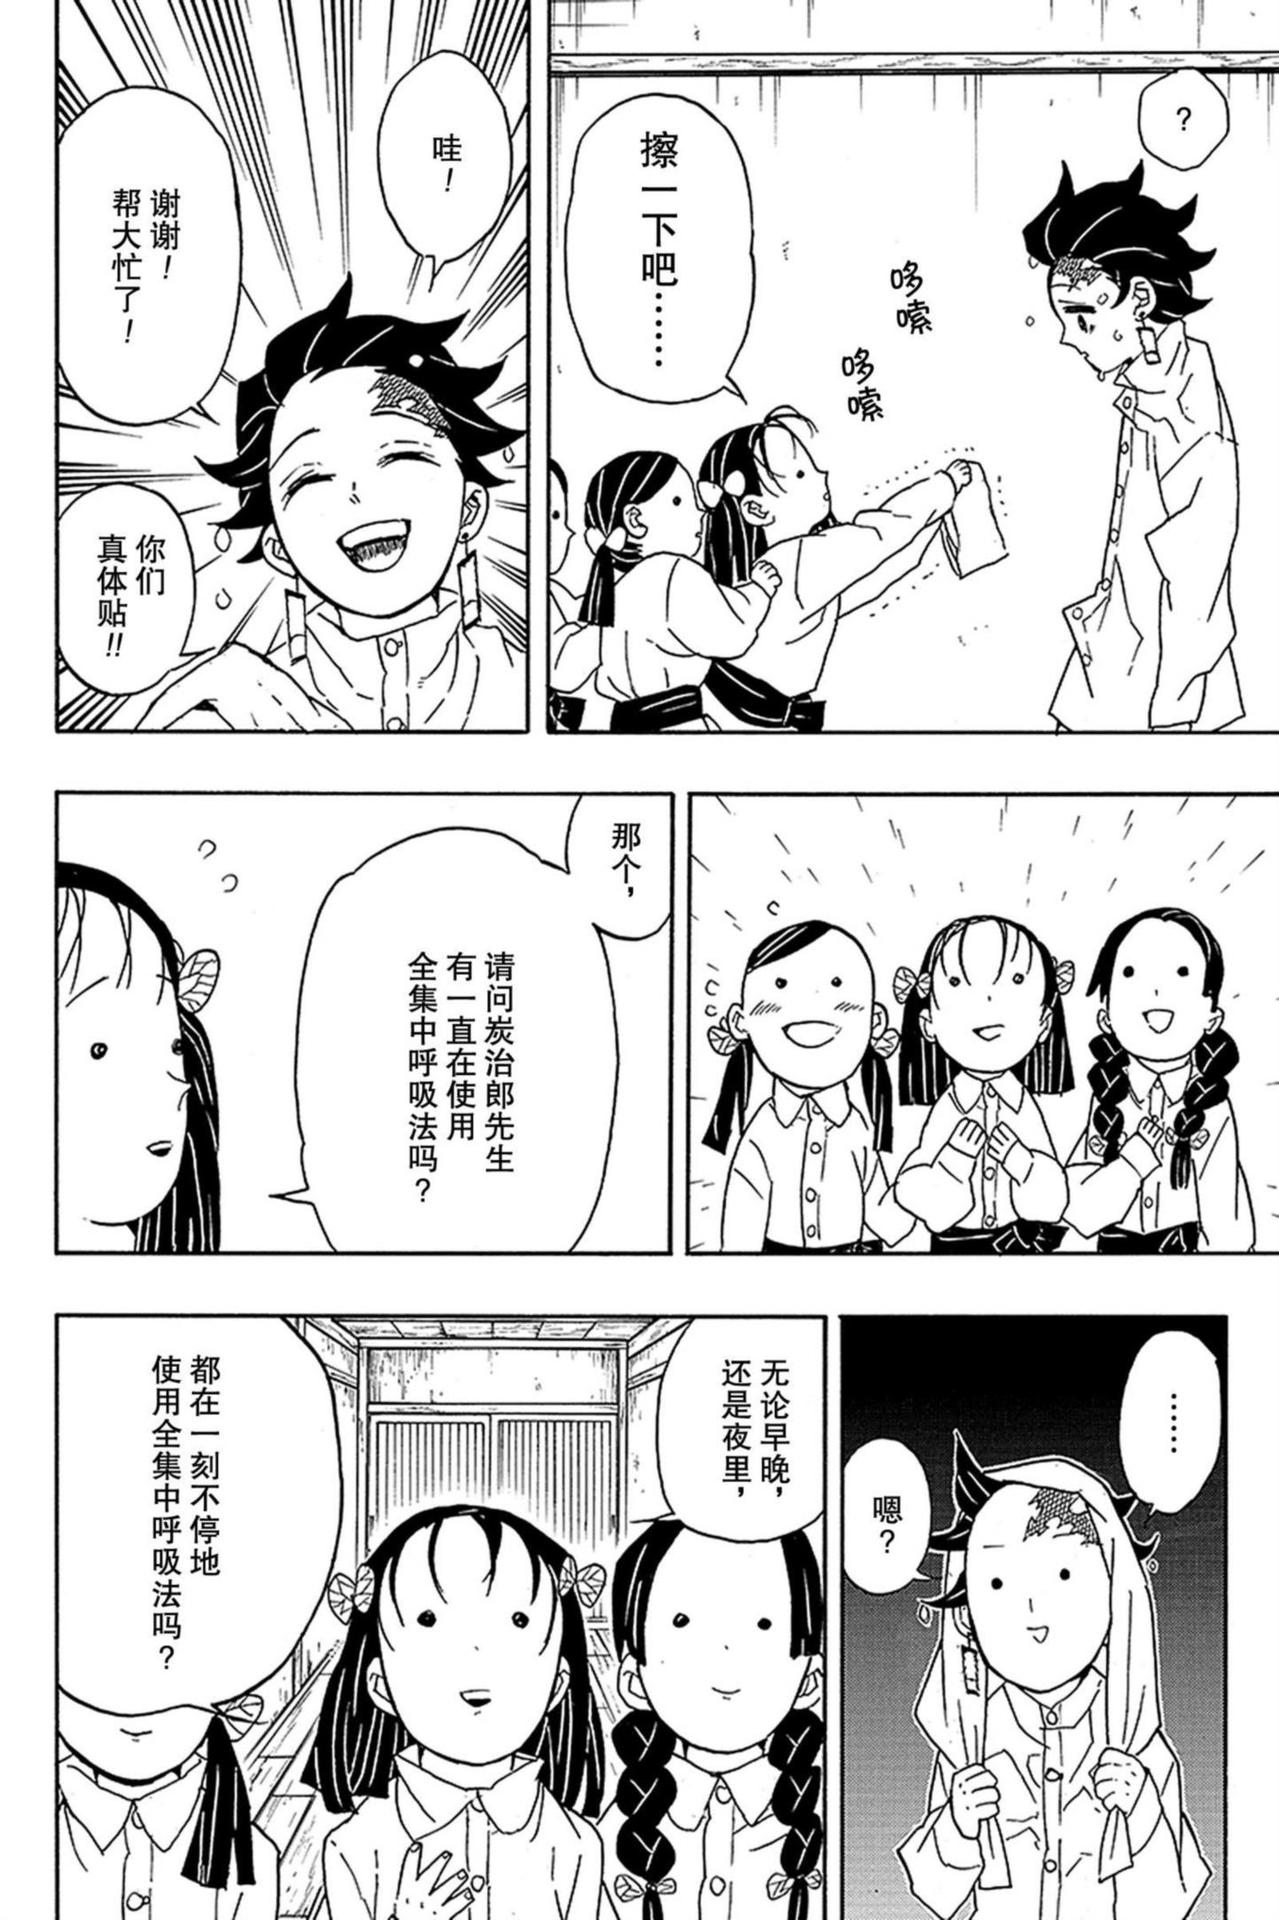 ？
擦一下吧……
哆嗦
哆嗦
哇！
谢谢！
帮大忙了！
你们
真体贴!!
那个，
请问炭治郎先生
有一直在使用
全集中呼吸法吗？
……
嗯？
无论早晚，
还是夜里，
都在一刻不停地
使用全集中呼吸法吗？